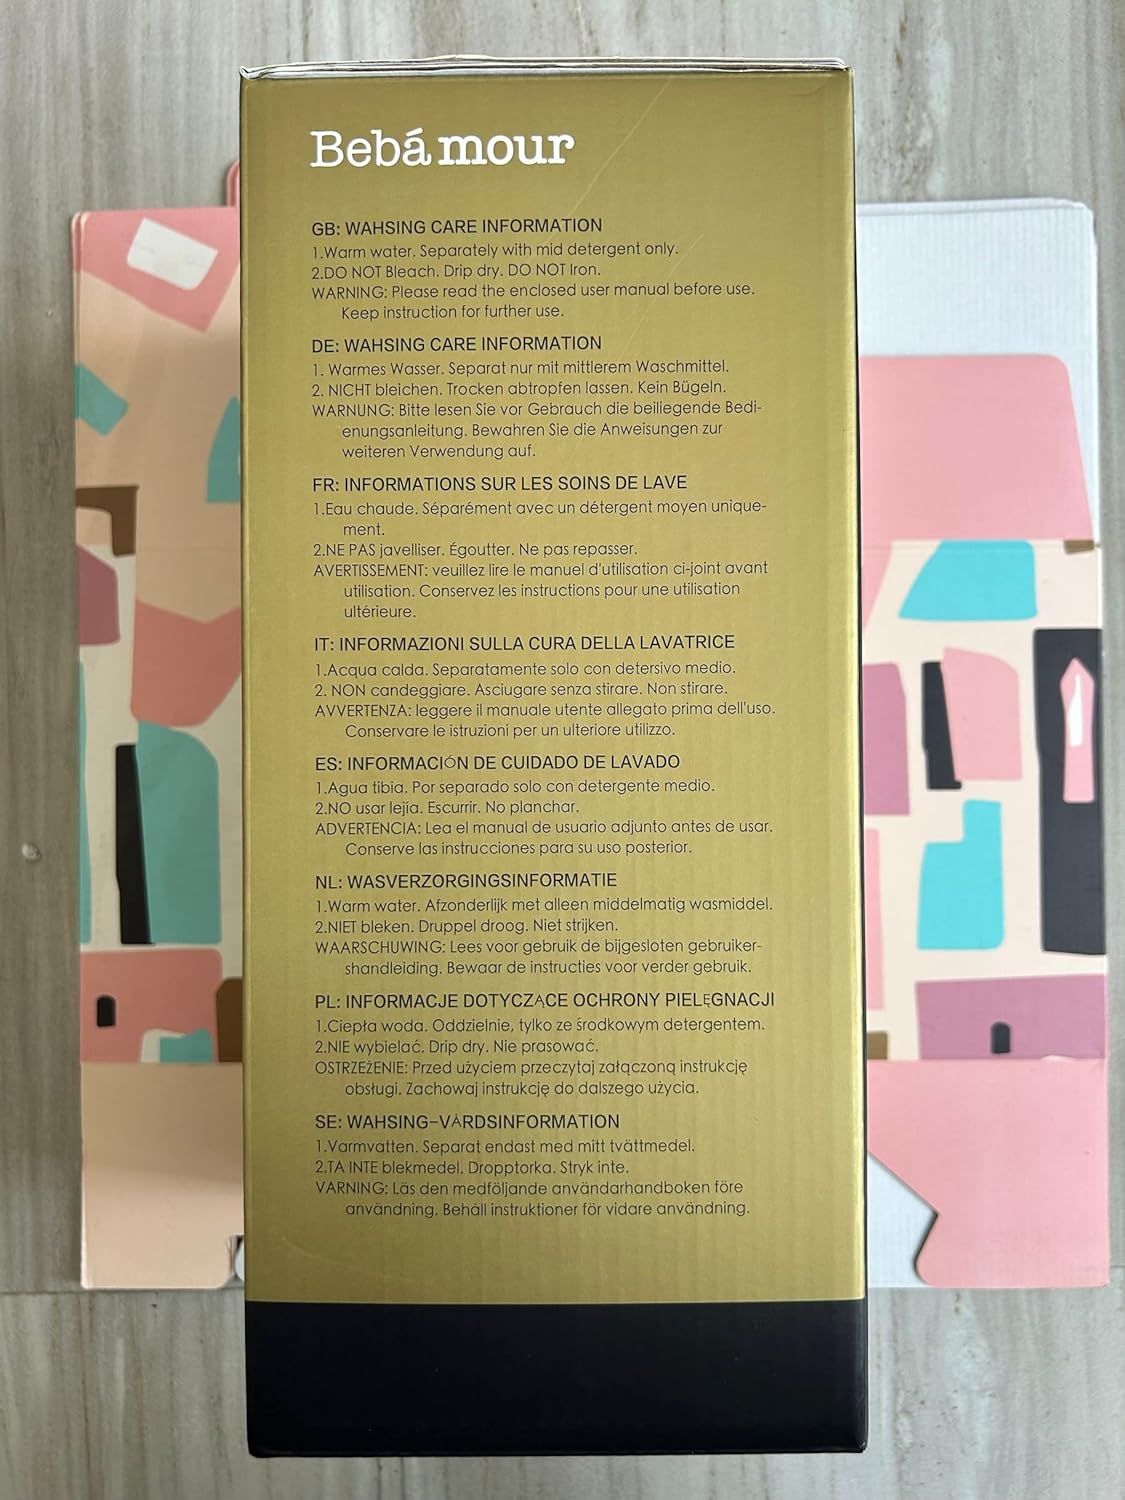 Bebá mour
GB: WAHSING CARE INFORMATION
1.Warm water. Separately with mid detergent only.
2.DO NOT Bleach. Drip dry. DO NOT Iron.
WARNING: Please read the enclosed user manual before use.
Keep instruction for further use.
DE: WAHSING CARE INFORMATION
1. Warmes Wasser. Separat nur mit mittlerem Waschmittel.
2. NICHT bleichen. Trocken abtropfen lassen. Kein Bügeln.
WARNUNG: Bitte lesen Sie vor Gebrauch die beiliegende Bedi-
enungsanleitung. Bewahren Sie die Anweisungen zur
weiteren Verwendung auf.
FR: INFORMATIONS SUR LES SOINS DE LAVE
1.Eau chaude. Séparément avec un détergent moyen unique-
ment.
2.NE PAS javelliser. Égoutter. Ne pas repasser.
AVERTISSEMENT: veuillez lire le manuel d'utilisation ci-joint avant
utilisation. Conservez les instructions pour une utilisation
ultérieure.
IT: INFORMAZIONI SULLA CURA DELLA LAVATRICE
1.Acqua calda. Separatamente solo con detersivo medio.
2. NON candeggiare. Asciugare senza stirare. Non stirare.
AVVERTENZA: leggere il manuale utente allegato prima dell'uso.
Conservare le istruzioni per un ulteriore utilizzo.
ES: INFORMACIÓN DE CUIDADO DE LAVADO
1.Agua tibia. Por separado solo con detergente medio.
2.NO usar lejía. Escurrir. No planchar.
ADVERTENCIA: Lea el manual de usuario adjunto antes de usar.
Conserve las instrucciones para su uso posterior.
NL: WASVERZORGINGSINFORMATIE
1.Warm water. Afzonderlijk met alleen middelmatig wasmiddel.
2.NIET bleken. Druppel droog. Niet strijken.
WAARSCHUWING: Lees voor gebruik de bijgesloten gebruiker-
shandleiding. Bewaar de instructies voor verder gebruik.
PL: INFORMACJE DOTYCZĄCE OCHRONY PIELĘGNACJI
1.Ciepła woda. Oddzielnie, tylko ze środkowym detergentem.
2.NIE wybielać. Drip dry. Nie prasować.
OSTRZEŻENIE: Przed użyciem przeczytaj załączoną instrukcję
obsługi. Zachowaj instrukcję do dalszego użycia.
SE: WAHSING-VÅRDSINFORMATION
1.Varmvatten. Separat endast med mitt tvättmedel.
2.TA INTE blekmedel. Dropptorka. Stryk inte.
VARNING: Läs den medföljande användarhandboken före
användning. Behåll instruktioner för vidare användning.